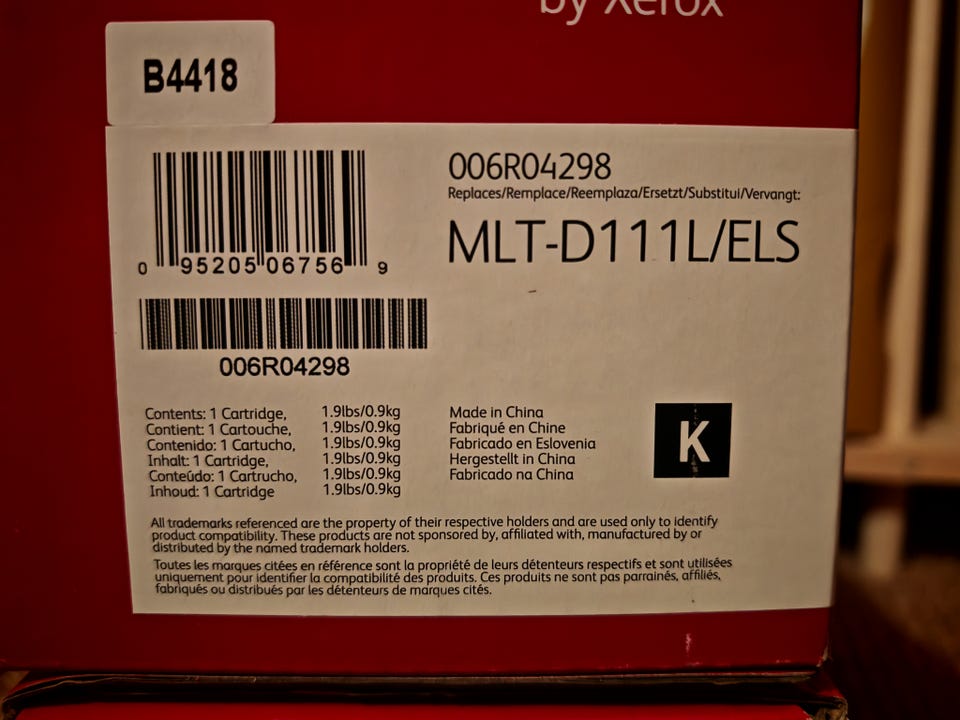 by Xerox
B4418
006R04298
Replaces/Remplace/Reemplaza/Ersetzt/Substitui/Vervangt:
MLT-D111L/ELS
0 95205 06756 9
006R04298
Contents: 1 Cartridge, 1.9lbs/0.9kg Made in China
Contient: 1 Cartouche, 1.9lbs/0.9kg Fabriqué en Chine
Contenido: 1 Cartucho, 1.9lbs/0.9kg Fabricado en Eslovenia
Inhalt: 1 Cartridge, 1.9lbs/0.9kg Hergestellt in China
Conteúdo: 1 Cartrucho, 1.9lbs/0.9kg Fabricado na China
Inhoud: 1 Cartridge 1.9lbs/0.9kg
K
All trademarks referenced are the property of their respective holders and are used only to identify
product compatibility. These products are not sponsored by, affiliated with, manufactured by or
distributed by the named trademark holders.
Toutes les marques citées en référence sont la propriété de leurs détenteurs respectifs et sont utilisées
uniquement pour identifier la compatibilité des produits. Ces produits ne sont pas parrainés, affiliés,
fabriqués ou distribués par les détenteurs de marques cités.